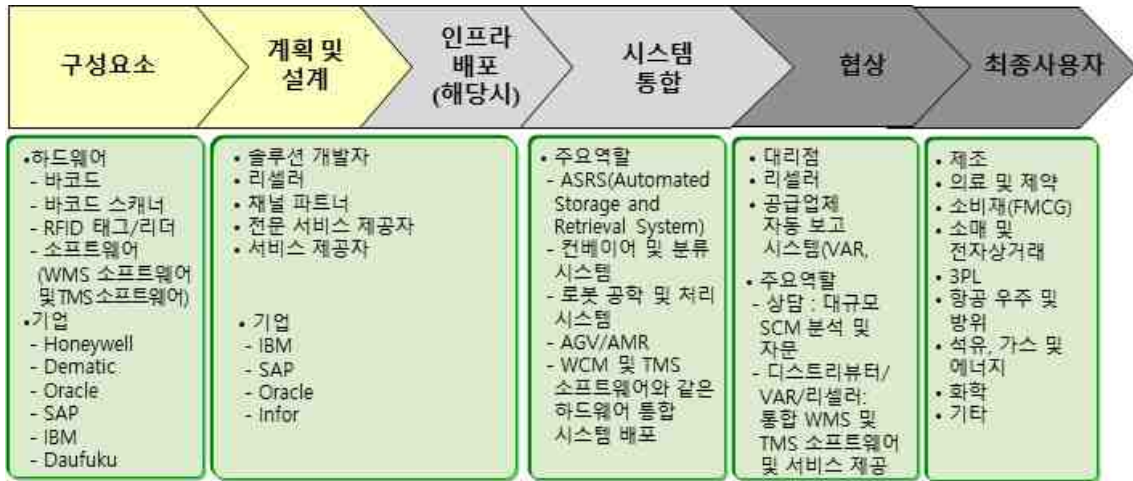 구성요소
계획 및
설계
인프라
배포
(해당시)
시스템
통합
협상
최종사용자
•하드웨어
- 바코드
- 바코드 스캐너
- RFID 태그/리더
- 소프트웨어
(WMS 소프트웨어
및TMS소프트웨어)
•기업
- Honeywell
- Dematic
- Oracle
- SAP
- IBM
- Daufuku
• 솔루션 개발자
• 리셀러
• 채널 파트너
• 전문 서비스 제공자
• 서비스 제공자
• 기업
- IBM
- SAP
- Oracle
- Infor
• 주요역할
- ASRS(Automated
Storage and
Retrieval System)
- 컨베이어 및 분류
시스템
- 로봇 공학 및 처리
시스템
- AGV/AMR
- WCM 및 TMS
소프트웨어와 같은
하드웨어 통합
시스템 배포
• 대리점
• 리셀러
• 공급업체
자동 보고
시스템(VAR,
• 주요역할
- 상담 : 대규모
SCM 분석 및
자문
- 디스트리뷰터/
VAR/리셀러:
통합 WMS 및
TMS 소프트웨어
및 서비스 제공
• 제조
• 의료 및 제약
• 소비재(FMCG)
• 소매 및
전자상거래
• 3PL
• 항공 우주 및
방위
• 석유, 가스 및
에너지
• 화학
• 기타